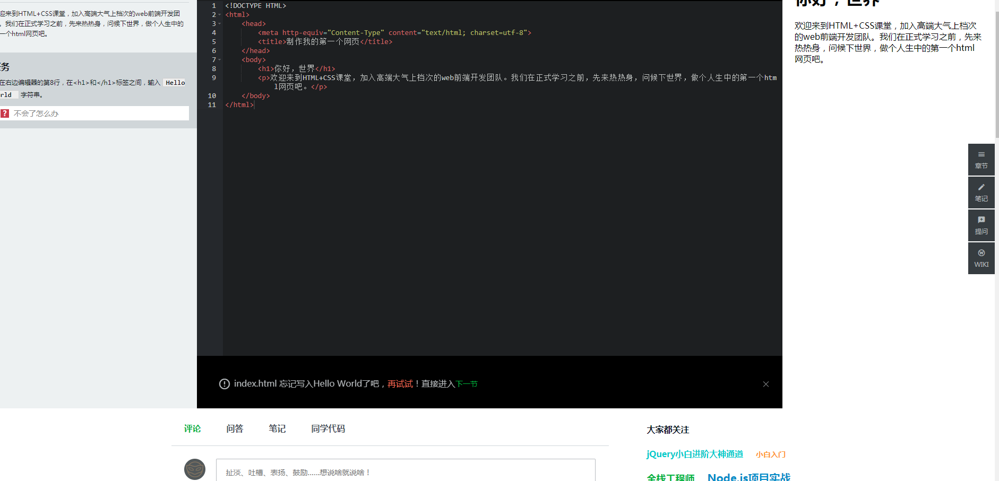 迎来到HTML+CSS课堂，加入高端大气上档次的web前端开发团
。我们在正式学习之前，先来热热身，问候下世界，做个人生中的
一个html网页吧。
务
在右边编辑器的第8行，在<h1>和</h1>标签之间，输入 Hello
rld 字符串。
? 不会了怎么办
1 <!DOCTYPE HTML>
2 <html>
3 <head>
4 <meta http-equiv="Content-Type" content="text/html; charset=utf-8">
5 <title>制作我的第一个网页</title>
6 </head>
7 <body>
8 <h1>你好，世界</h1>
9 <p>欢迎来到HTML+CSS课堂，加入高端大气上档次的web前端开发团队。我们在正式学习之前，先来热热身，问候下世界，做个人生中的第一个htm
l网页吧。</p>
10 </body>
11 </html>
index.html 忘记写入Hello World了吧，再试试！直接进入下一节
你好，世界
欢迎来到HTML+CSS课堂，加入高端大气上档次
的web前端开发团队。我们在正式学习之前，先来
热热身，问候下世界，做个人生中的第一个html
网页吧。
章节
笔记
提问
WIKI
评论 问答 笔记 同学代码
扯淡、吐槽、表扬、鼓励……想说啥就说啥！
大家都关注
jQuery小白进阶大神通道 小白入门
全栈工程师 Node.js项目实战